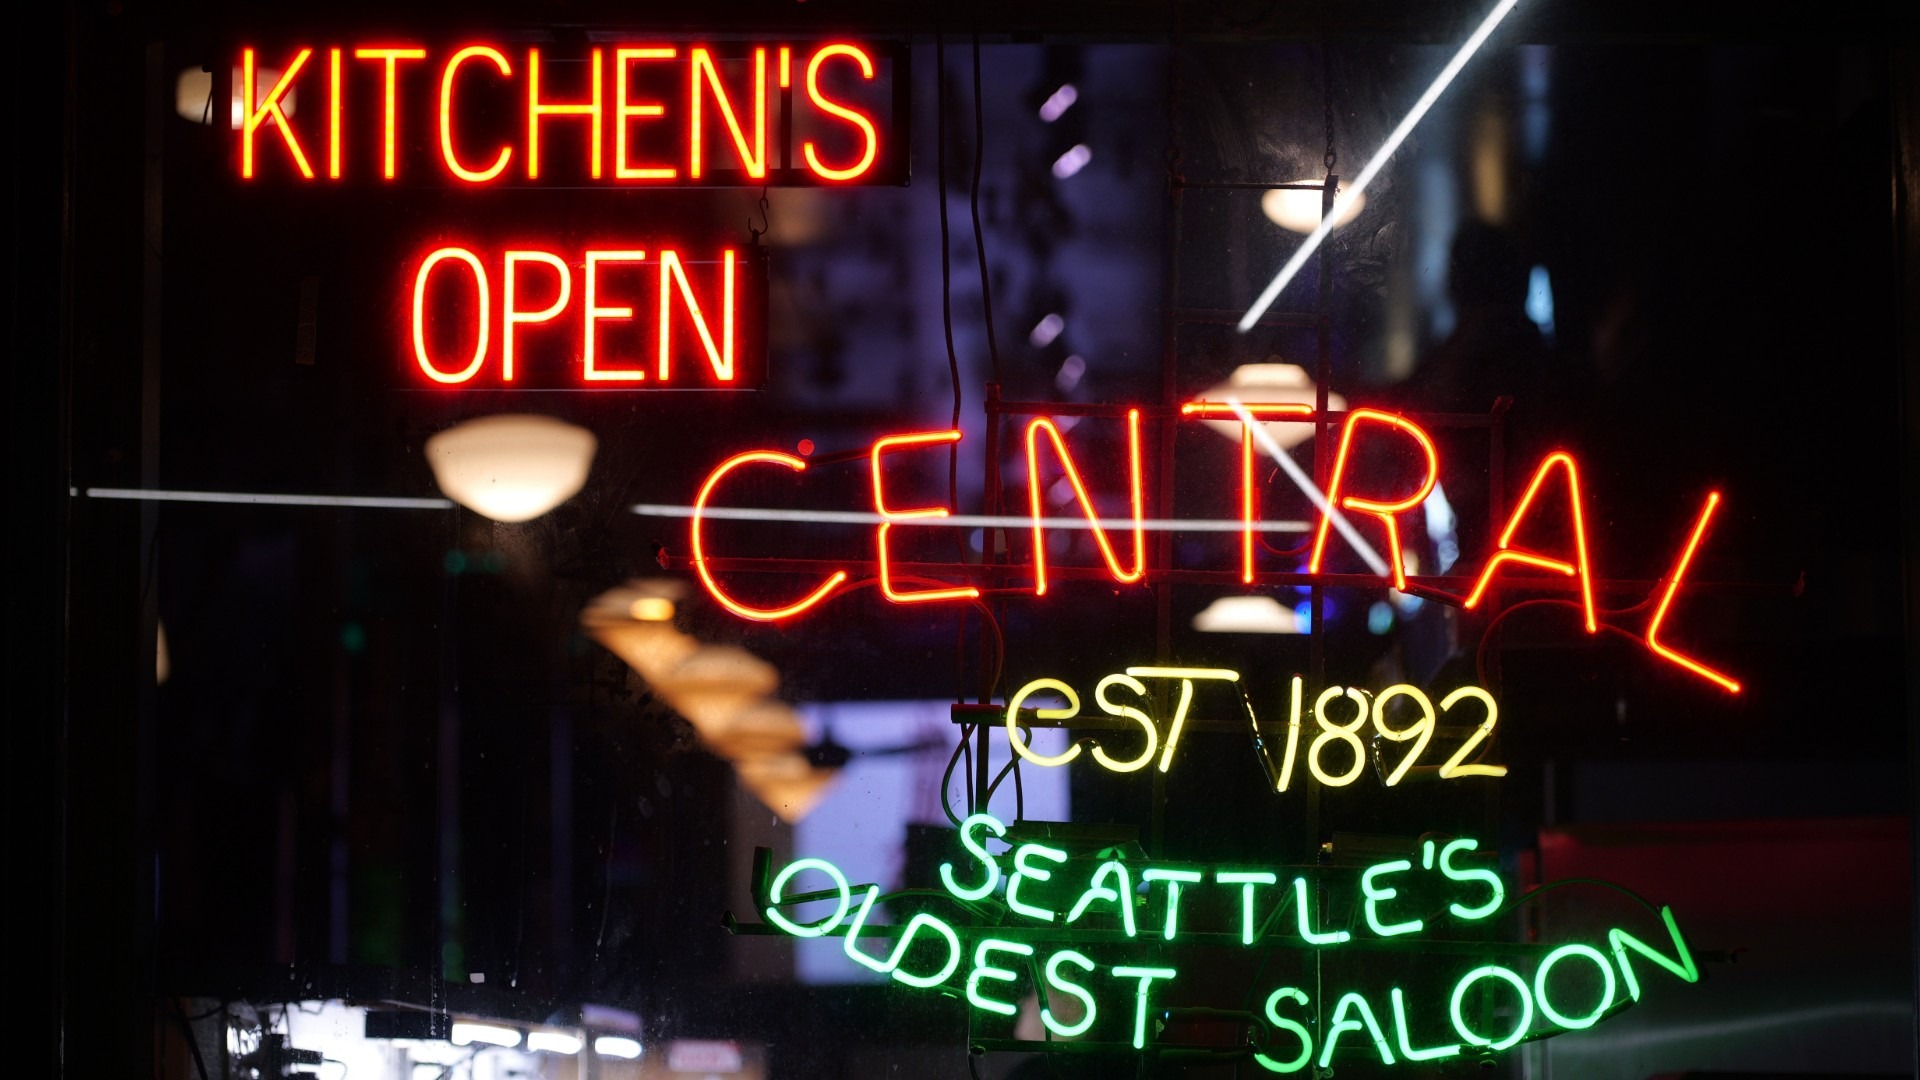 KITCHEN'S
OPEN
CENTRAL
eST 1892
SEATTLE'S
OLDEST SALOON